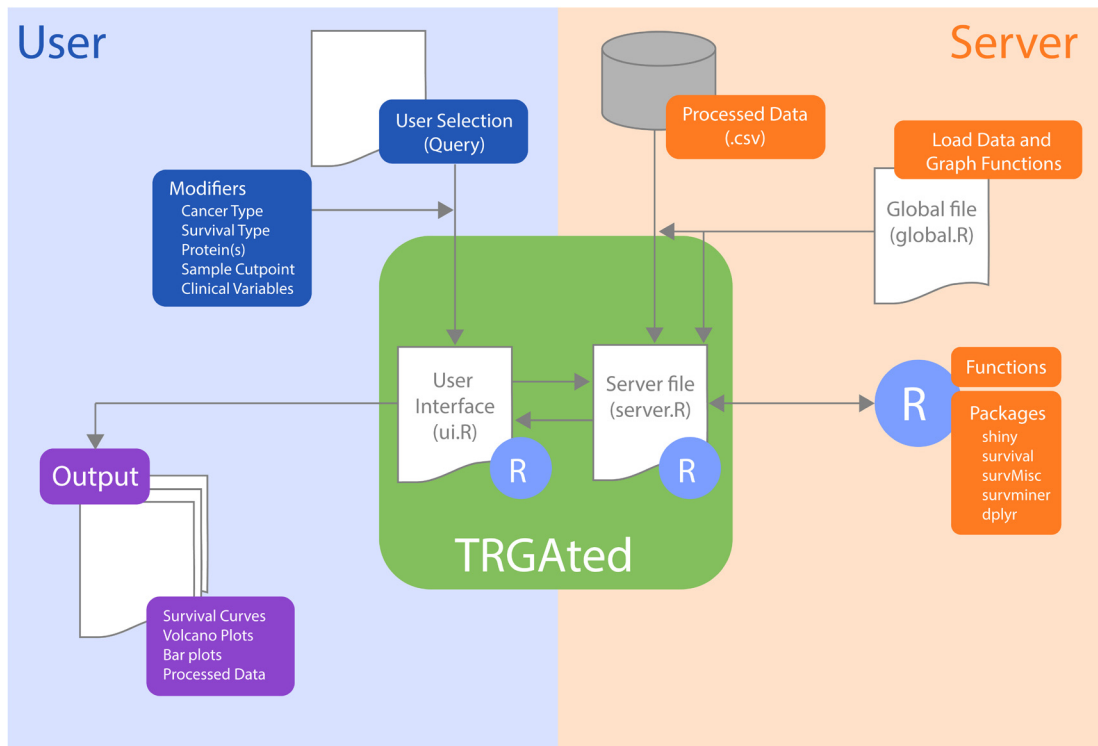 User
Server
User Selection
(Query)
Processed Data
(.csv)
Load Data and
Graph Functions
Modifiers
Cancer Type
Survival Type
Protein(s)
Sample Cutpoint
Clinical Variables
Global file
(global.R)
User
Interface
(ui.R)
R
Server file
(server.R)
R
R
Functions
Packages
shiny
survival
survMisc
survminer
dplyr
Output
TRGAted
Survival Curves
Volcano Plots
Bar plots
Processed Data